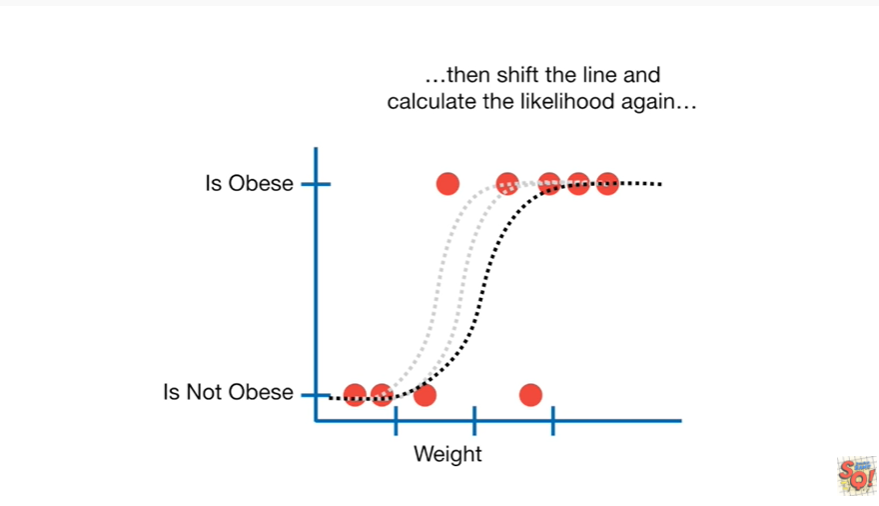 ...then shift the line and
calculate the likelihood again...
Is Obese
Is Not Obese
Weight